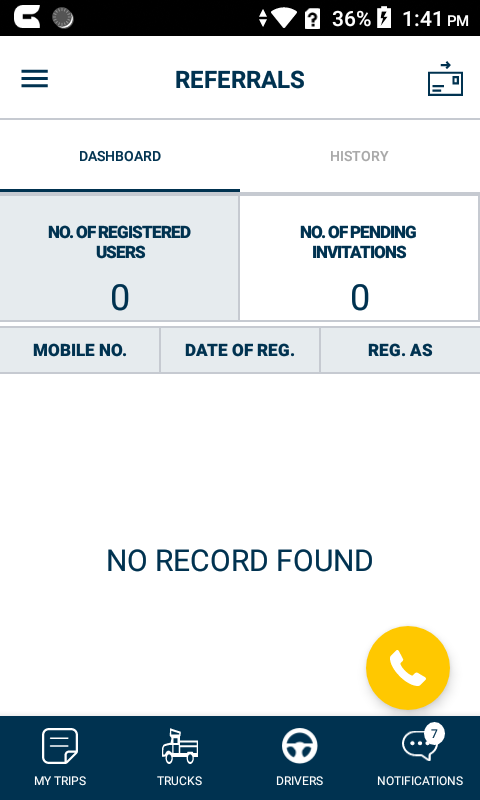 36% 1:41 PM
REFERRALS
DASHBOARD HISTORY
NO. OF REGISTERED
USERS
0
NO. OF PENDING
INVITATIONS
0
MOBILE NO. DATE OF REG. REG. AS
NO RECORD FOUND
7
MY TRIPS TRUCKS DRIVERS NOTIFICATIONS